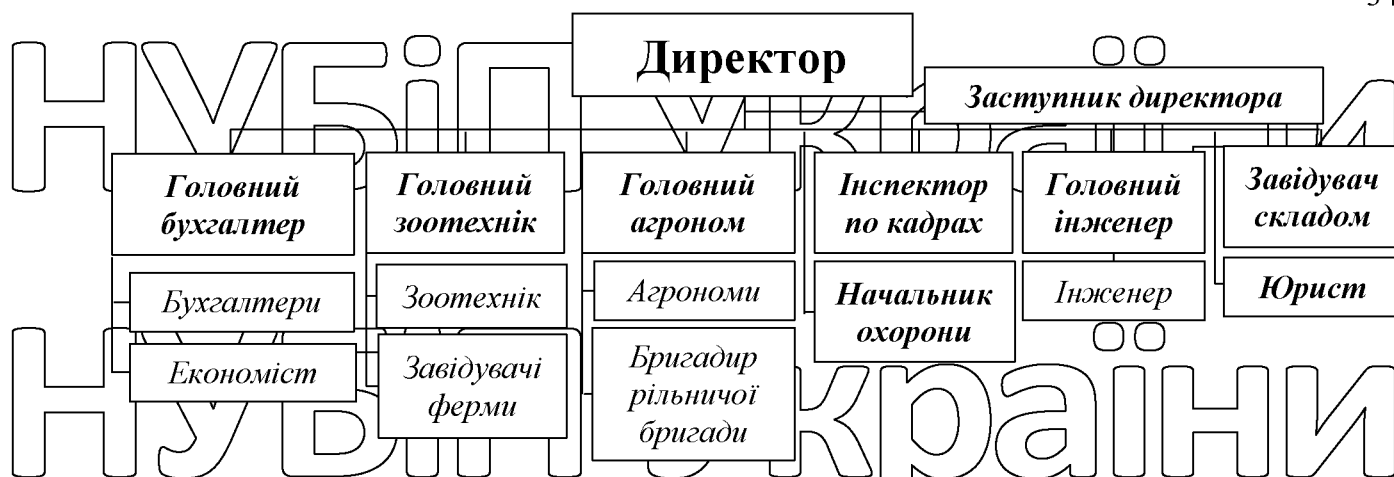 Директор
Заступник директора
Головний
бухгалтер
Головний
зоотехнік
Головний
агроном
Інспектор
по кадрах
Головний
інженер
Завідувач
складом
Бухгалтери
Зоотехнік
Агрономи
Начальник
охорони
Інженер
Юрист
Економіст
Завідувачі
ферми
Бригадир
рільничої
бригади
НУБіП України
НУБіП України